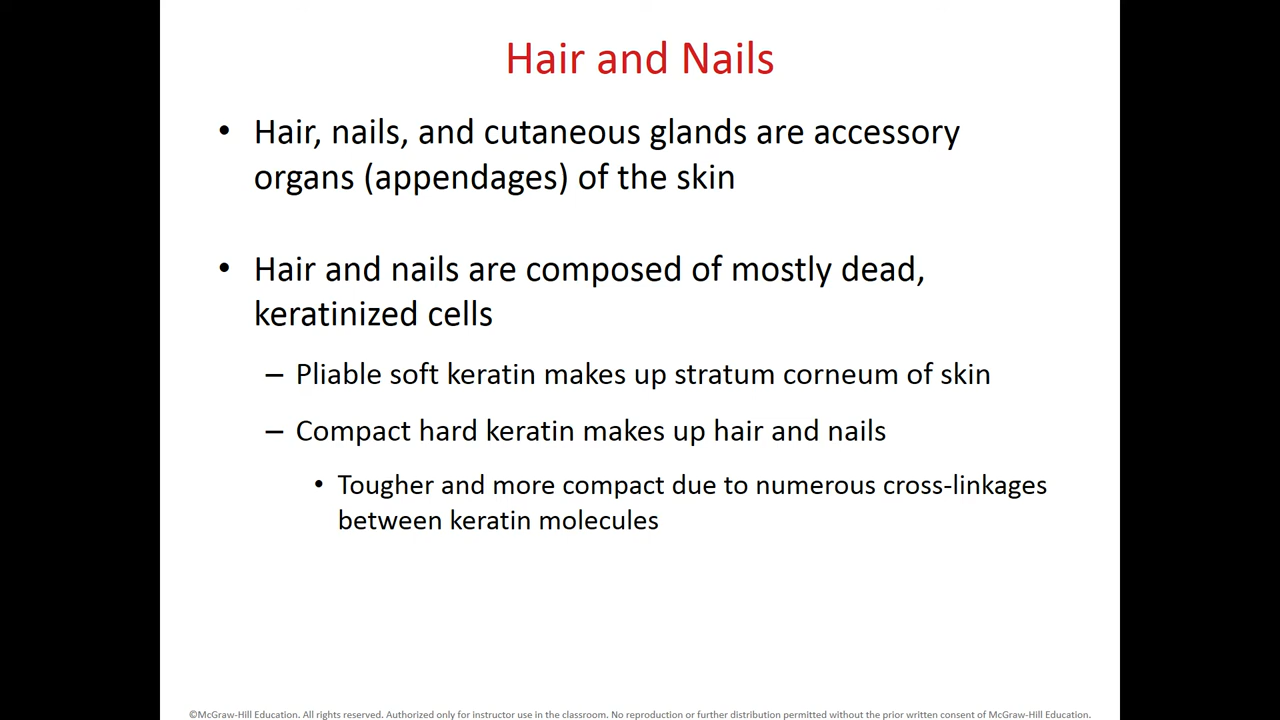 Hair and Nails
• Hair, nails, and cutaneous glands are accessory
organs (appendages) of the skin
• Hair and nails are composed of mostly dead,
keratinized cells
– Pliable soft keratin makes up stratum corneum of skin
– Compact hard keratin makes up hair and nails
• Tougher and more compact due to numerous cross-linkages
between keratin molecules
©McGraw-Hill Education. All rights reserved. Authorized only for instructor use in the classroom. No reproduction or further distribution permitted without the prior written consent of McGraw-Hill Education.